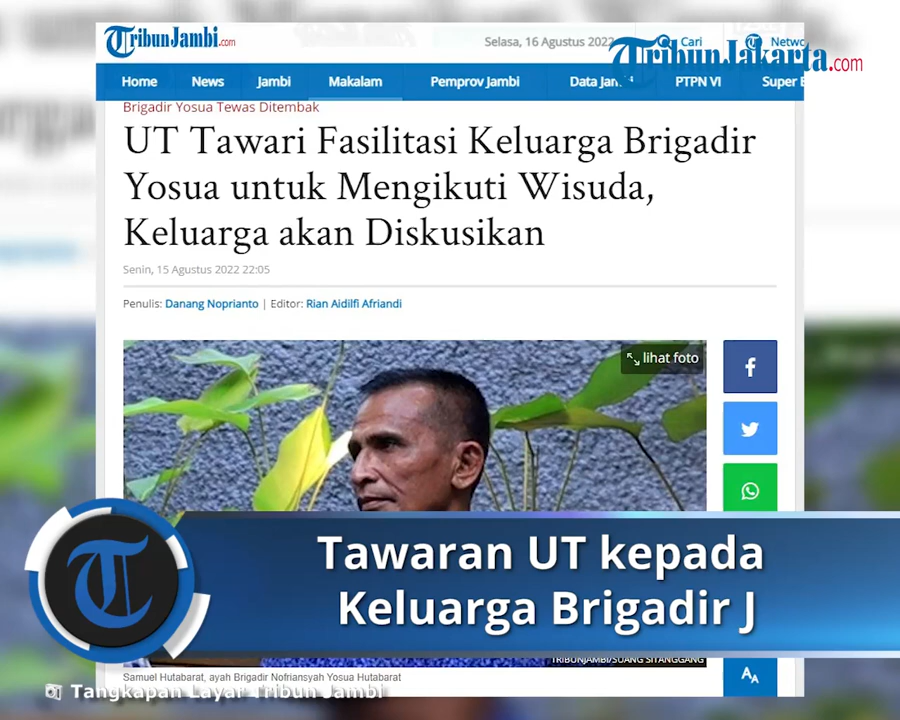 TribunJambi.com
Selasa, 16 Agustus 2022
Cari
Netwo
TribunJakarta.com
Home
News
Jambi
Makalam
Pemprov Jambi
PTPN VI
Super
Brigadir Yosua Tewas Ditembak
UT Tawari Fasilitasi Keluarga Brigadir
Yosua untuk Mengikuti Wisuda,
Keluarga akan Diskusikan
Senin, 15 Agustus 2022 22:05
Penulis: Danang Noprianto | Editor: Rian Aidilfi Afriandi
lihat foto
Tawaran UT kepada
Keluarga Brigadir J
TRIBUNJAMBI/SUANG SITANGGANG
Samuel Hutabarat, ayah Brigadir Nofriansyah Yosua Hutabarat
AA
Tangkapan Layar Tribun Jambi